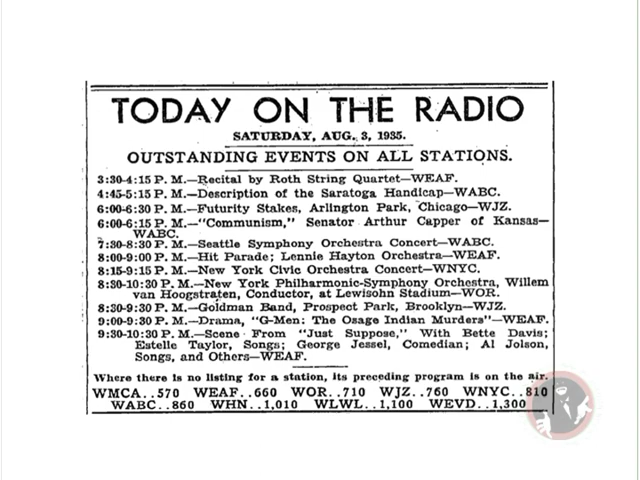 TODAY ON THE RADIO
SATURDAY, AUG. 3, 1935.
OUTSTANDING EVENTS ON ALL STATIONS.
3:30-4:15 P. M.—Recital by Roth String Quartet—WEAF.
4:45-5:15 P. M.—Description of the Saratoga Handicap—WABC.
6:00-6:30 P. M.—Futurity Stakes, Arlington Park, Chicago—WJZ.
6:00-6:15 P. M.—"Communism," Senator Arthur Capper of Kansas—
WABC.
7:30-8:30 P. M.—Seattle Symphony Orchestra Concert—WABC.
8:00-9:00 P. M.—Hit Parade; Lennie Hayton Orchestra—WEAF.
8:15-9:15 P. M.—New York Civic Orchestra Concert—WNYC.
8:30-10:30 P. M.—New York Philharmonic-Symphony Orchestra, Willem
van Hoogstraten, Conductor, at Lewisohn Stadium—WOR.
8:30-9:30 P. M.—Goldman Band, Prospect Park, Brooklyn—WJZ.
9:00-9:30 P. M.—Drama, "G-Men: The Osage Indian Murders"—WEAF.
9:30-10:30 P. M.—Scene From "Just Suppose," With Bette Davis;
Estelle Taylor, Songs; George Jessel, Comedian; Al Jolson,
Songs, and Others—WEAF.
Where there is no listing for a station, its preceding program is on the air.
WMCA..570 WEAF..660 WOR..710 WJZ..760 WNYC..810
WABC..860 WHN..1,010 WLWL..1,100 WEVD..1,300